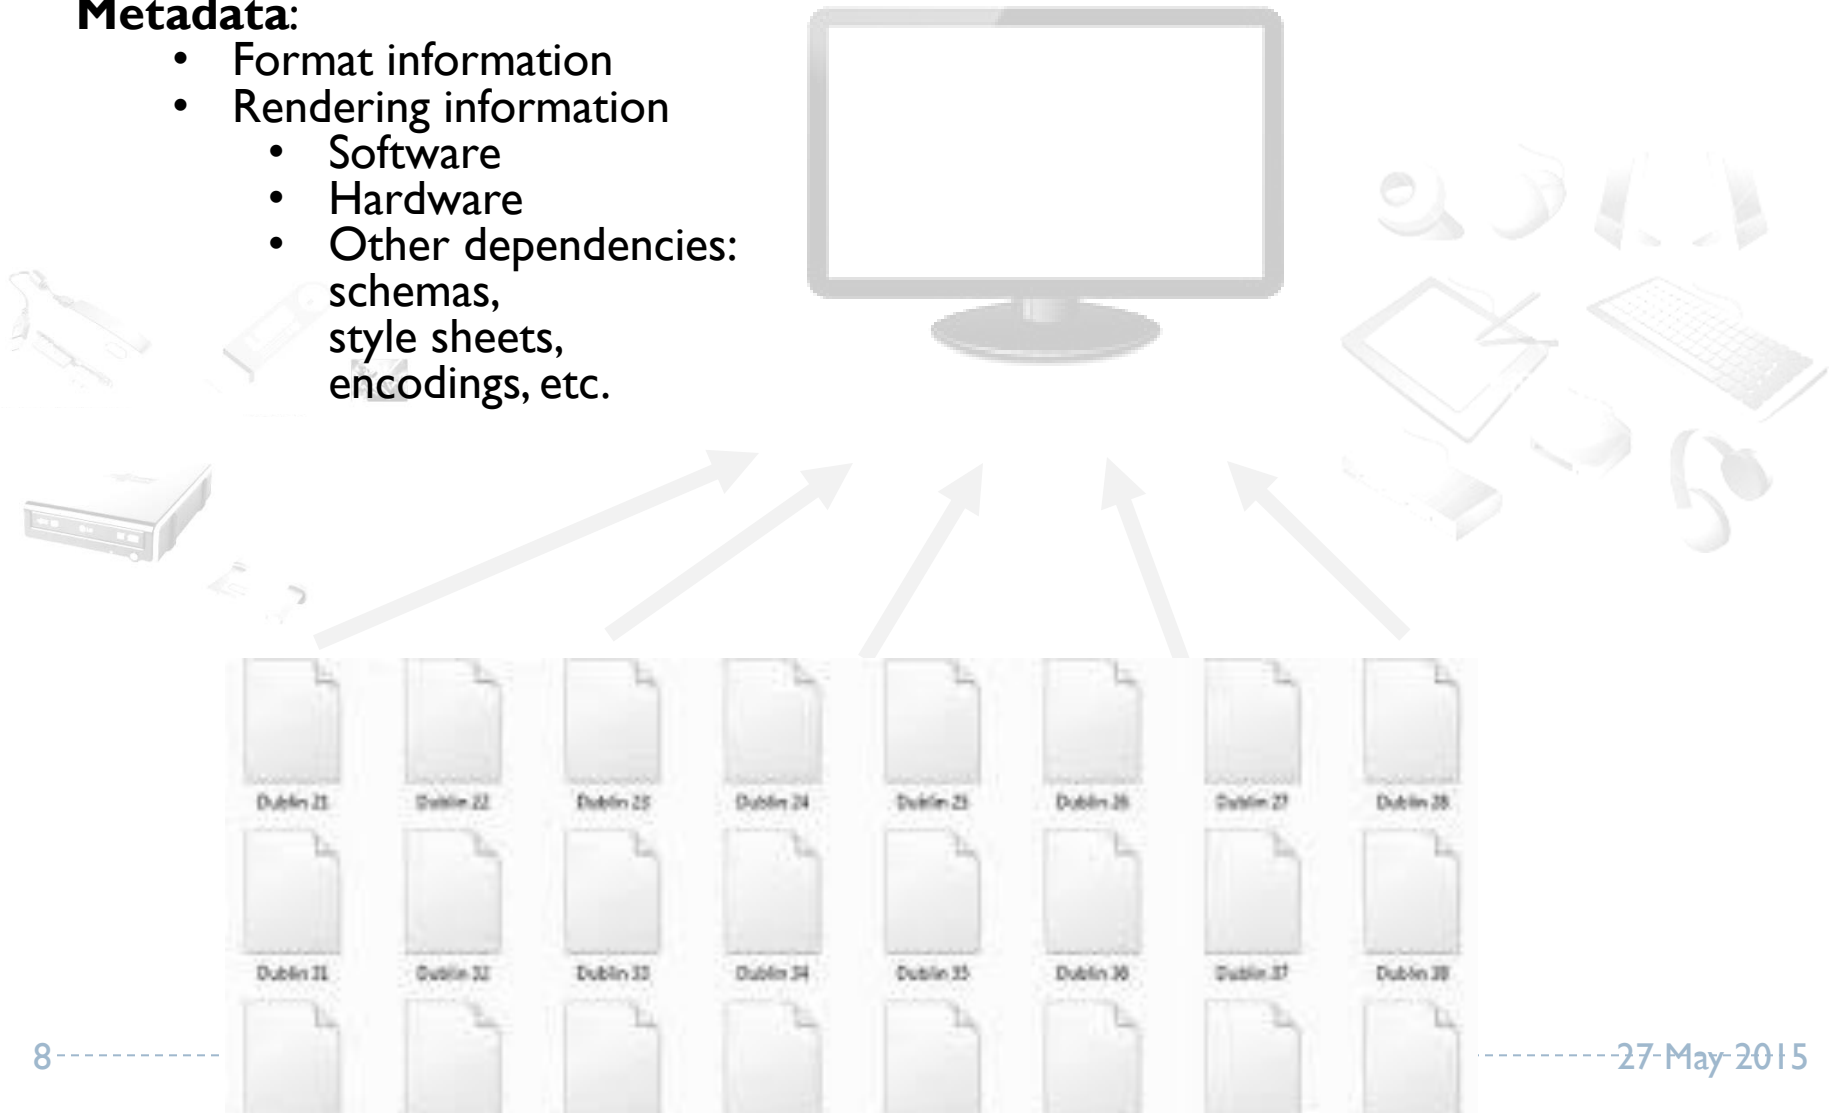 Metadata:
• Format information
• Rendering information
• Software
• Hardware
• Other dependencies:
schemas,
style sheets,
encodings, etc.
Dublin 21 Dublin 22 Dublin 23 Dublin 24 Dublin 25 Dublin 26 Dublin 27 Dublin 28
Dublin 31 Dublin 32 Dublin 33 Dublin 34 Dublin 35 Dublin 36 Dublin 37 Dublin 38
8
27 May 2015